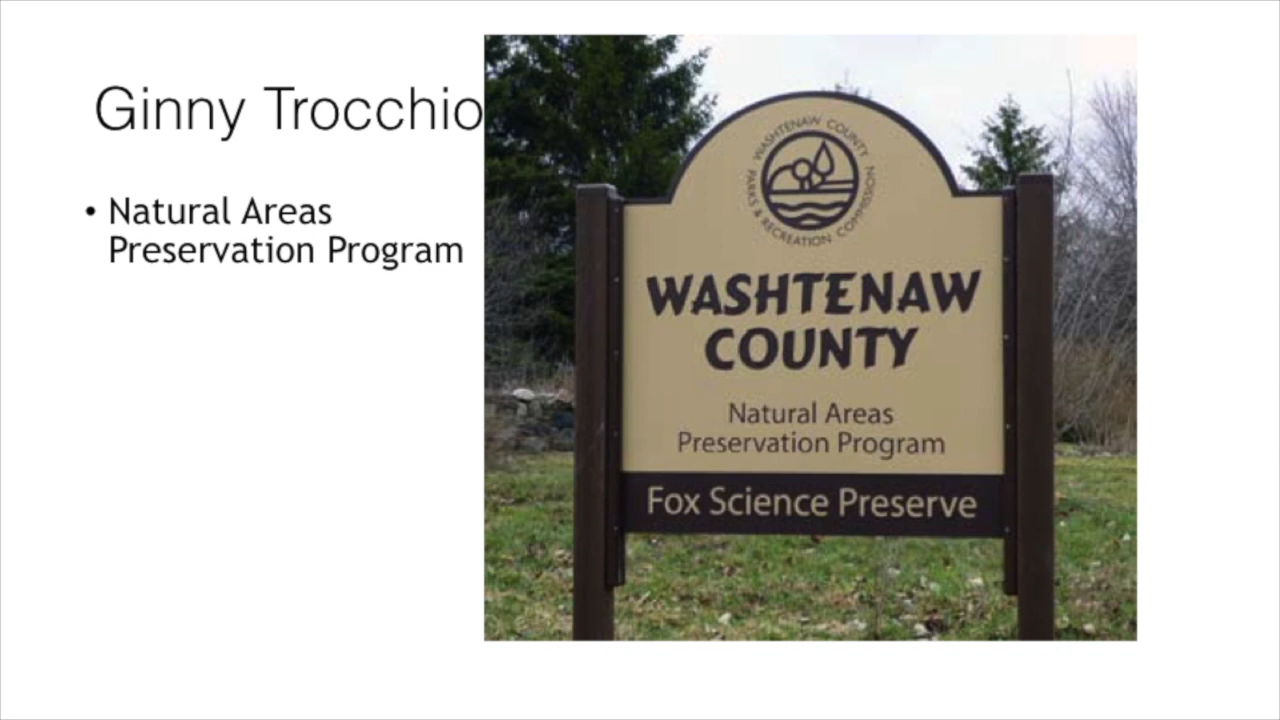 Ginny Trocchio
• Natural Areas
Preservation Program
WASHTENAW COUNTY
PARKS & RECREATION COMMISSION
WASHTENAW
COUNTY
Natural Areas
Preservation Program
Fox Science Preserve